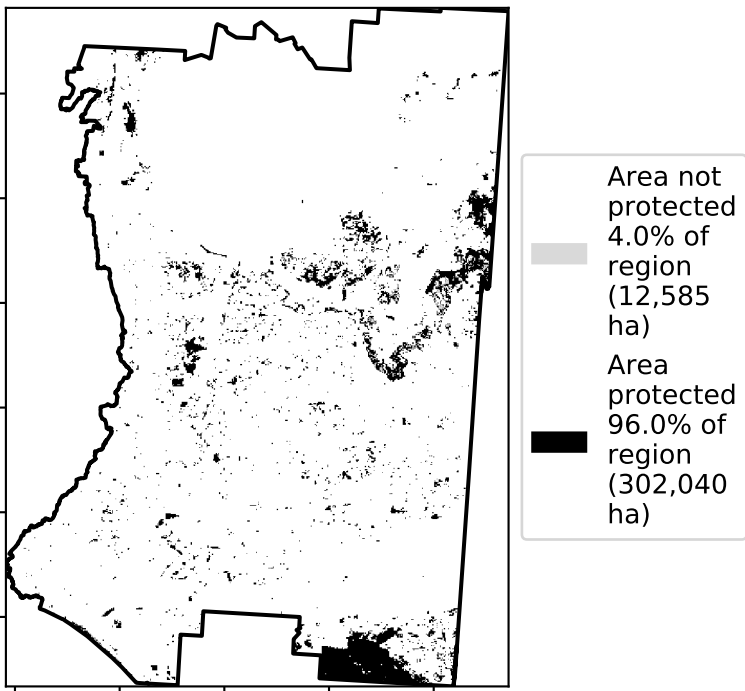 Area not
protected
4.0% of
region
(12,585
ha)
Area
protected
96.0% of
region
(302,040
ha)